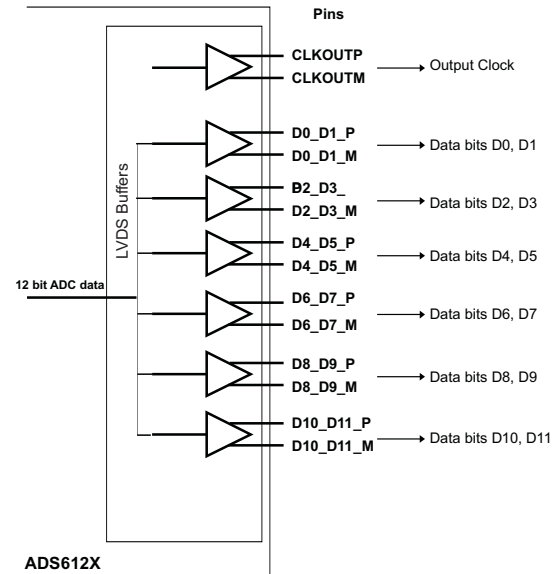 Pins
CLKOUTP
CLKOUTM
Output Clock
D0_D1_P
D0_D1_M
Data bits D0, D1
D2_D3_
D2_D3_M
Data bits D2, D3
D4_D5_P
D4_D5_M
Data bits D4, D5
D6_D7_P
D6_D7_M
Data bits D6, D7
D8_D9_P
D8_D9_M
Data bits D8, D9
D10_D11_P
D10_D11_M
Data bits D10, D11
LVDS Buffers
12 bit ADC data
ADS612X